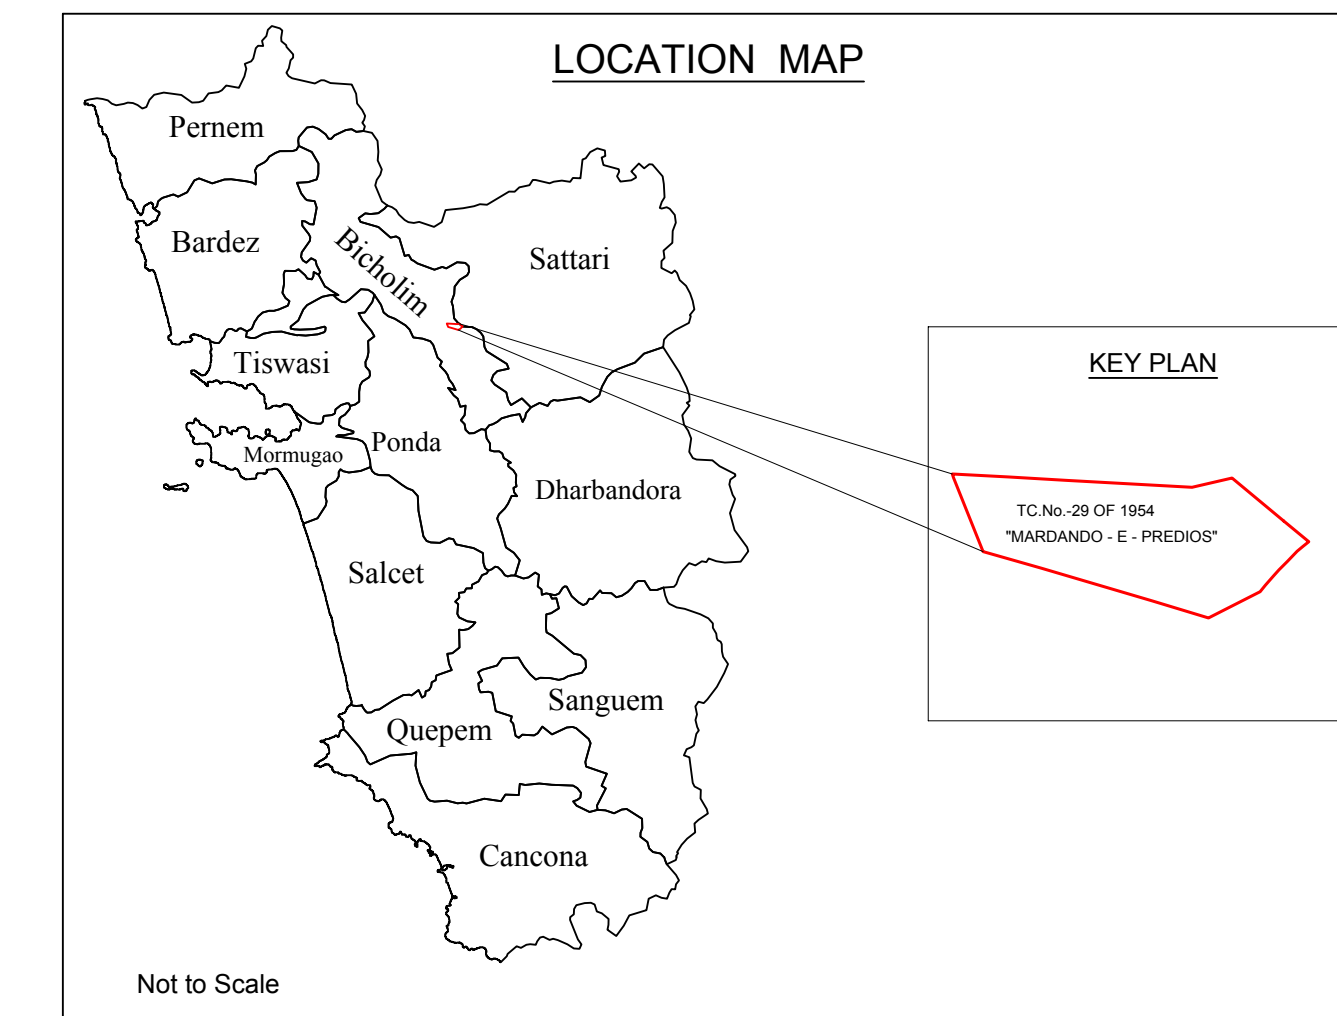 LOCATION MAP
Pernem
Bardez
Bicholim
Sattari
Tiswasi
KEY PLAN
Mormugao
Ponda
Dharbandora
TC.No.-29 OF 1954
"MARDANDO - E - PREDIOS"
Salcet
Sanguem
Quepem
Cancona
Not to Scale